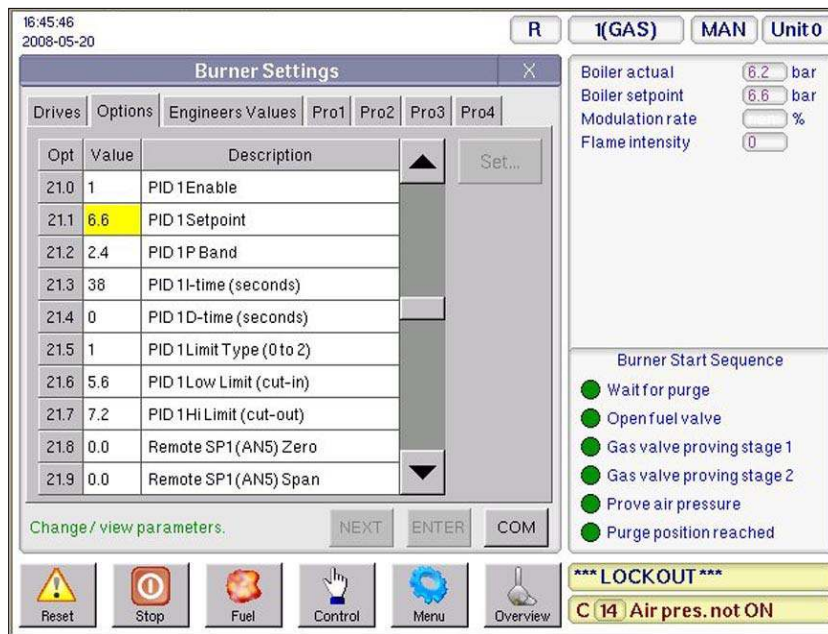 16:45:46
2008-05-20
R
1(GAS)
MAN
Unit 0
Burner Settings
X
Drives
Options
Engineers Values
Pro1
Pro2
Pro3
Pro4
Opt Value Description
21.0 1 PID 1 Enable
21.1 6.6 PID 1 Setpoint
21.2 2.4 PID 1 P Band
21.3 38 PID 1 I-time (seconds)
21.4 0 PID 1 D-time (seconds)
21.5 1 PID 1 Limit Type (0 to 2)
21.6 5.6 PID 1 Low Limit (cut-in)
21.7 7.2 PID 1 Hi Limit (cut-out)
21.8 0.0 Remote SP1 (AN5) Zero
21.9 0.0 Remote SP1 (AN5) Span
Set...
Change / view parameters.
NEXT
ENTER
COM
Boiler actual 6.2 bar
Boiler setpoint 6.6 bar
Modulation rate %
Flame intensity 0
Burner Start Sequence
Wait for purge
Open fuel valve
Gas valve proving stage 1
Gas valve proving stage 2
Prove air pressure
Purge position reached
Reset
Stop
Fuel
Control
Menu
Overview
*** LOCKOUT ***
C 14 Air pres. not ON